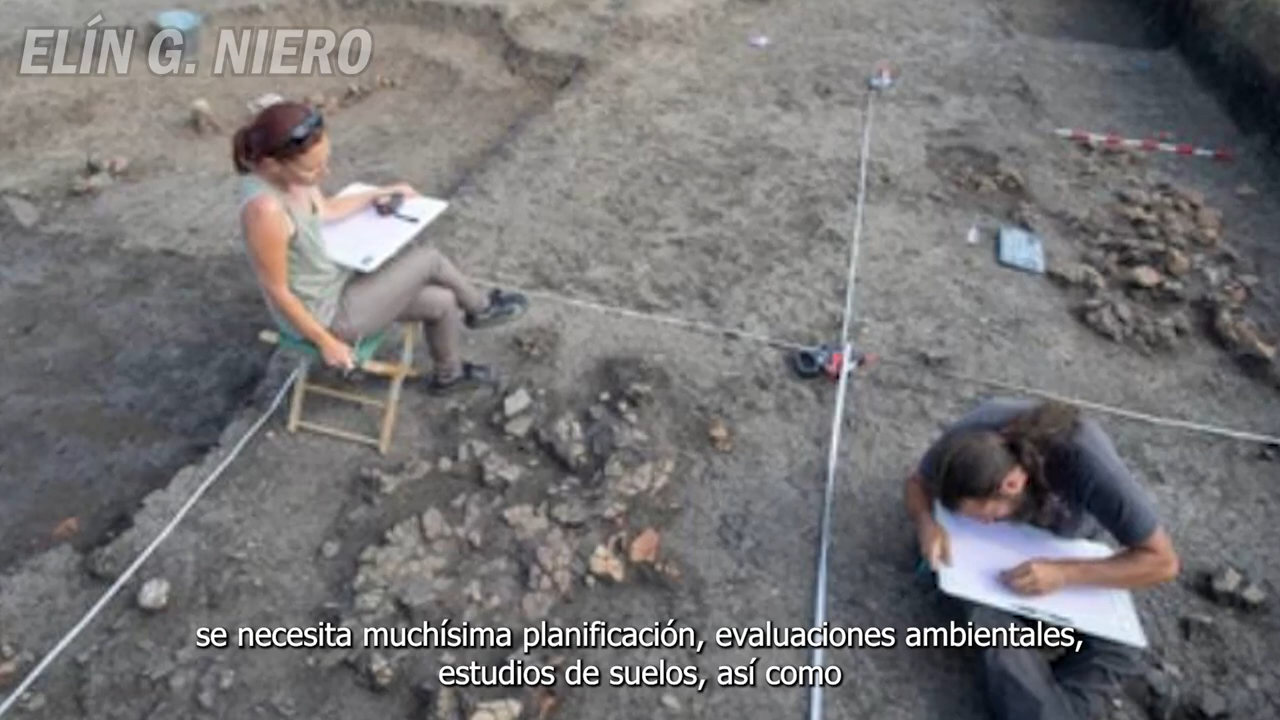 ELÍN G. NIERO
se necesita muchísima planificación, evaluaciones ambientales,
estudios de suelos, así como